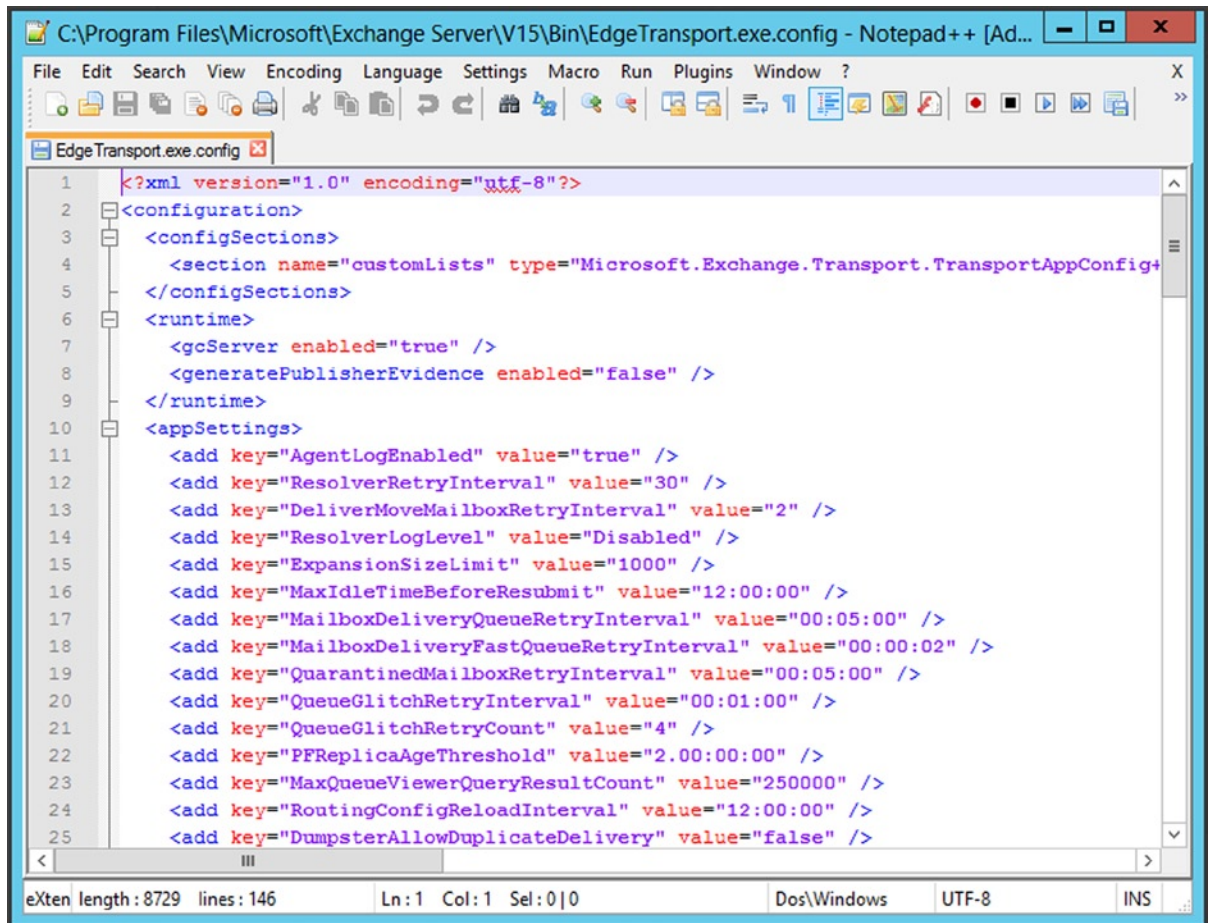 C:\Program Files\Microsoft\Exchange Server\V15\Bin\EdgeTransport.exe.config - Notepad++ [Ad...
File Edit Search View Encoding Language Settings Macro Run Plugins Window ? X
EdgeTransport.exe.config
1 <?xml version="1.0" encoding="utf-8"?>
2 <configuration>
3 <configSections>
4 <section name="customLists" type="Microsoft.Exchange.Transport.TransportAppConfig+
5 </configSections>
6 <runtime>
7 <gcServer enabled="true" />
8 <generatePublisherEvidence enabled="false" />
9 </runtime>
10 <appSettings>
11 <add key="AgentLogEnabled" value="true" />
12 <add key="ResolverRetryInterval" value="30" />
13 <add key="DeliverMoveMailboxRetryInterval" value="2" />
14 <add key="ResolverLogLevel" value="Disabled" />
15 <add key="ExpansionSizeLimit" value="1000" />
16 <add key="MaxIdleTimeBeforeResubmit" value="12:00:00" />
17 <add key="MailboxDeliveryQueueRetryInterval" value="00:05:00" />
18 <add key="MailboxDeliveryFastQueueRetryInterval" value="00:00:02" />
19 <add key="QuarantinedMailboxRetryInterval" value="00:05:00" />
20 <add key="QueueGlitchRetryInterval" value="00:01:00" />
21 <add key="QueueGlitchRetryCount" value="4" />
22 <add key="PFReplicaAgeThreshold" value="2.00:00:00" />
23 <add key="MaxQueueViewerQueryResultCount" value="250000" />
24 <add key="RoutingConfigReloadInterval" value="12:00:00" />
25 <add key="DumpsterAllowDuplicateDelivery" value="false" />
eXten length : 8729 lines : 146 Ln : 1 Col : 1 Sel : 0 | 0 Dos\Windows UTF-8 INS